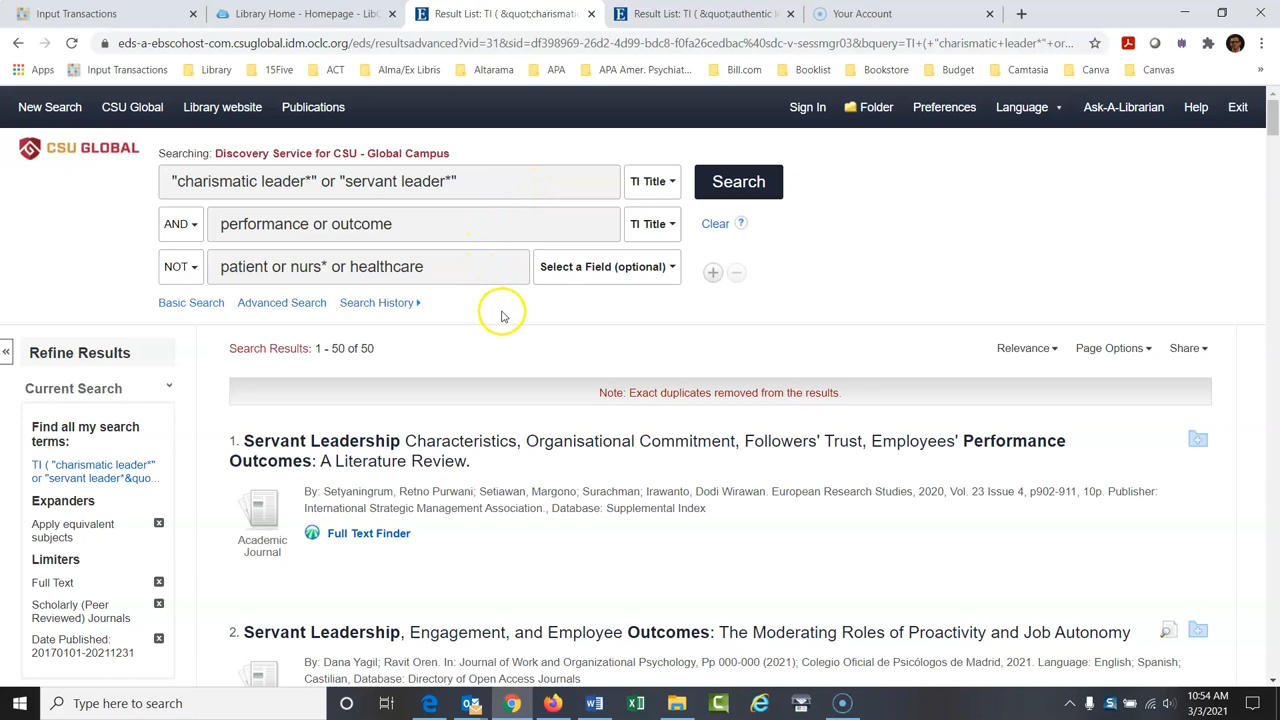 Input Transactions
Library Home - Homepage - LibG
Result List: TI ( &quot;charismatic
Result List: TI ( &quot;authentic l
Your Account
eds-a-ebscohost-com.csuglobal.idm.oclc.org/eds/resultsadvanced?vid=31&sid=df398969-26d2-4d99-bdc8-f0fa26cedbac%40sdc-v-sessmgr03&bquery=TI+(+"charismatic+leader*"+or...
Apps
Input Transactions
Library
15Five
ACT
Alma/Ex Libris
Altarama
APA
APA Amer. Psychiat...
Bill.com
Booklist
Bookstore
Budget
Camtasia
Canva
Canvas
»
New Search
CSU Global
Library website
Publications
Sign In
Folder
Preferences
Language
Ask-A-Librarian
Help
Exit
CSU GLOBAL
Searching: Discovery Service for CSU - Global Campus
"charismatic leader*" or "servant leader*"
TI Title
Search
AND
performance or outcome
TI Title
Clear ?
NOT
patient or nurs* or healthcare
Select a Field (optional)
Basic Search
Advanced Search
Search History
Refine Results
Current Search
Find all my search
terms:
TI ( "charismatic leader*"
or "servant leader*&quo...
Expanders
Apply equivalent
subjects
Limiters
Full Text
Scholarly (Peer
Reviewed) Journals
Date Published:
20170101-20211231
Search Results: 1 - 50 of 50
Relevance
Page Options
Share
Note: Exact duplicates removed from the results.
1. Servant Leadership Characteristics, Organisational Commitment, Followers' Trust, Employees' Performance
Outcomes: A Literature Review.
By: Setyaningrum, Retno Purwani; Setiawan, Margono; Surachman; Irawanto, Dodi Wirawan. European Research Studies, 2020, Vol. 23 Issue 4, p902-911, 10p. Publisher:
International Strategic Management Association., Database: Supplemental Index
Academic
Journal
Full Text Finder
2. Servant Leadership, Engagement, and Employee Outcomes: The Moderating Roles of Proactivity and Job Autonomy
By: Dana Yagil; Ravit Oren. In: Journal of Work and Organizational Psychology, Pp 000-000 (2021); Colegio Oficial de Psicólogos de Madrid, 2021. Language: English; Spanish;
Castilian, Database: Directory of Open Access Journals
Type here to search
10:54 AM
3/3/2021